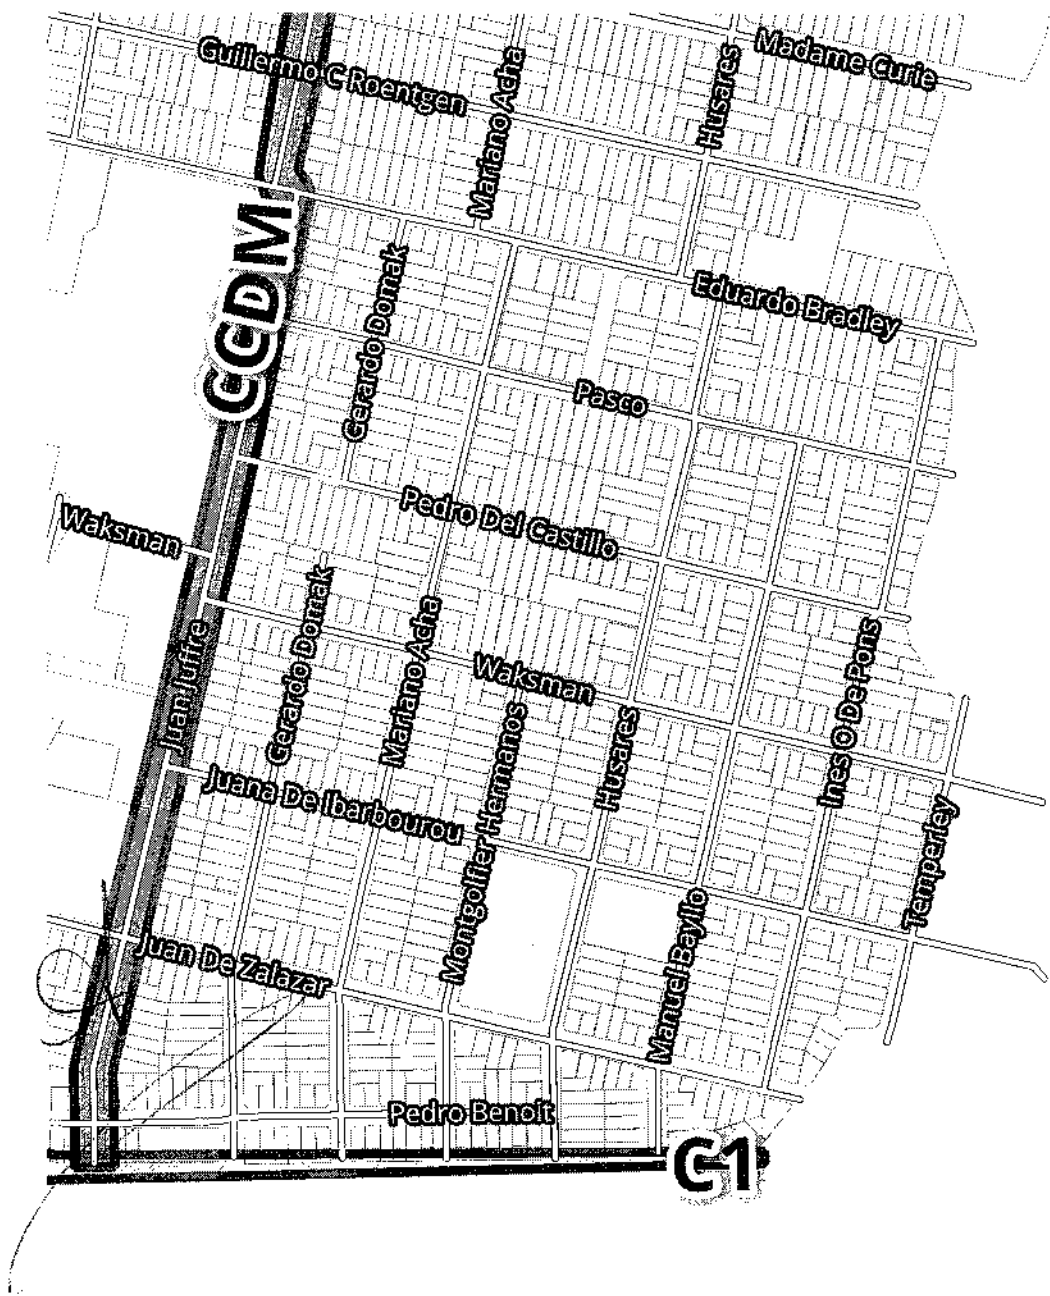 Madame Curie
Guillermo C Roentgen
Mariano Acha
Husares
CCDM
Gerardo Domak
Eduardo Bradley
Pasco
Pedro Del Castillo
Waksman
Gerardo Domak
Mariano Acha
Juan Juffre
Waksman
Ines O De Pons
Montgolfier Hermanos
Husares
Juana De Ibarbourou
Temperley
Manuel Bayllo
Juan De Zalazar
Pedro Benoit
C1